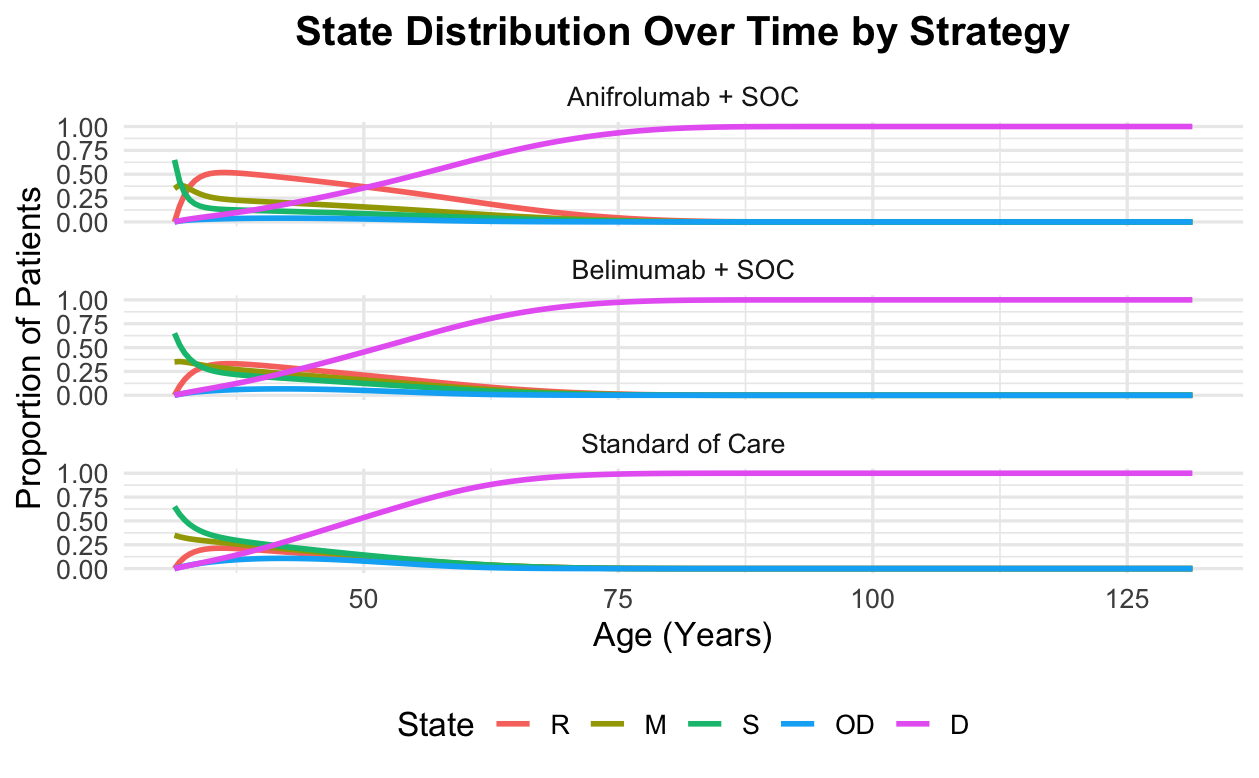 State Distribution Over Time by Strategy
Anifrolumab + SOC
1.00
0.75
0.50
0.25
0.00
Belimumab + SOC
1.00
0.75
0.50
0.25
0.00
Standard of Care
1.00
0.75
0.50
0.25
0.00
Proportion of Patients
50 75 100 125
Age (Years)
State R M S OD D